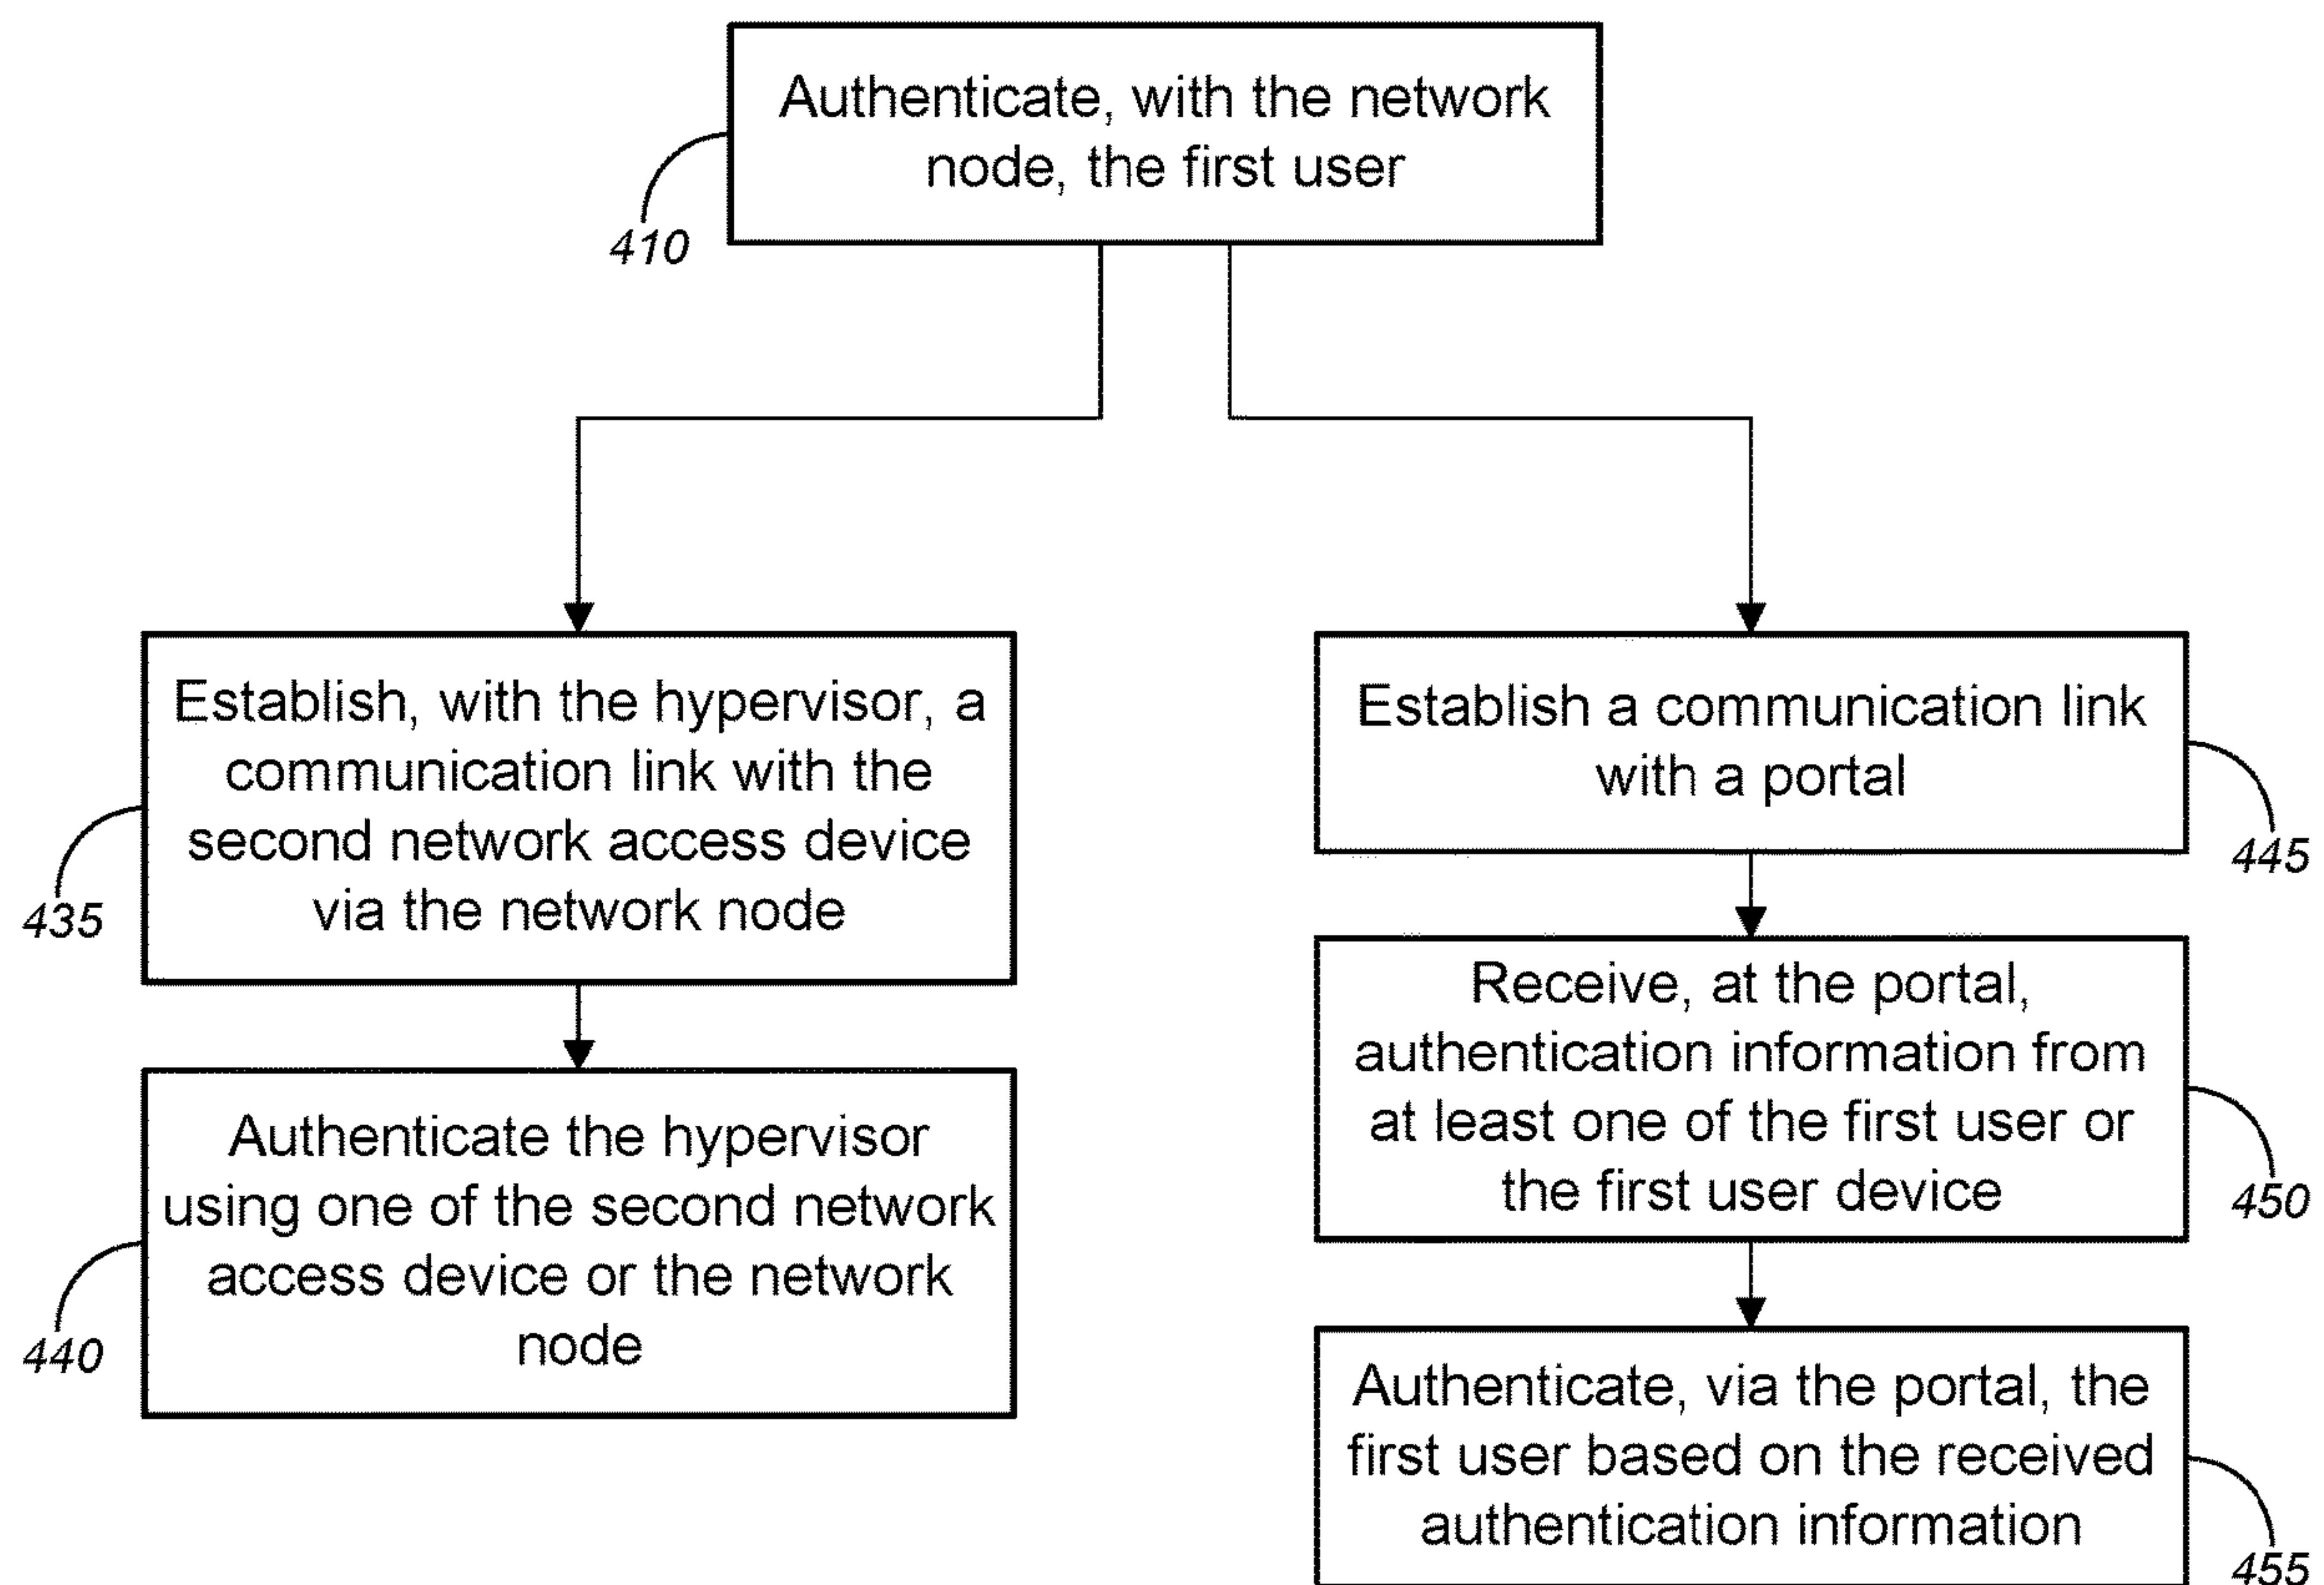 Authenticate, with the network
node, the first user
410
Establish, with the hypervisor, a
communication link with the
second network access device
via the network node
435
Authenticate the hypervisor
using one of the second network
access device or the network
node
440
Establish a communication link
with a portal
445
Receive, at the portal,
authentication information from
at least one of the first user or
the first user device
450
Authenticate, via the portal, the
first user based on the received
authentication information
455